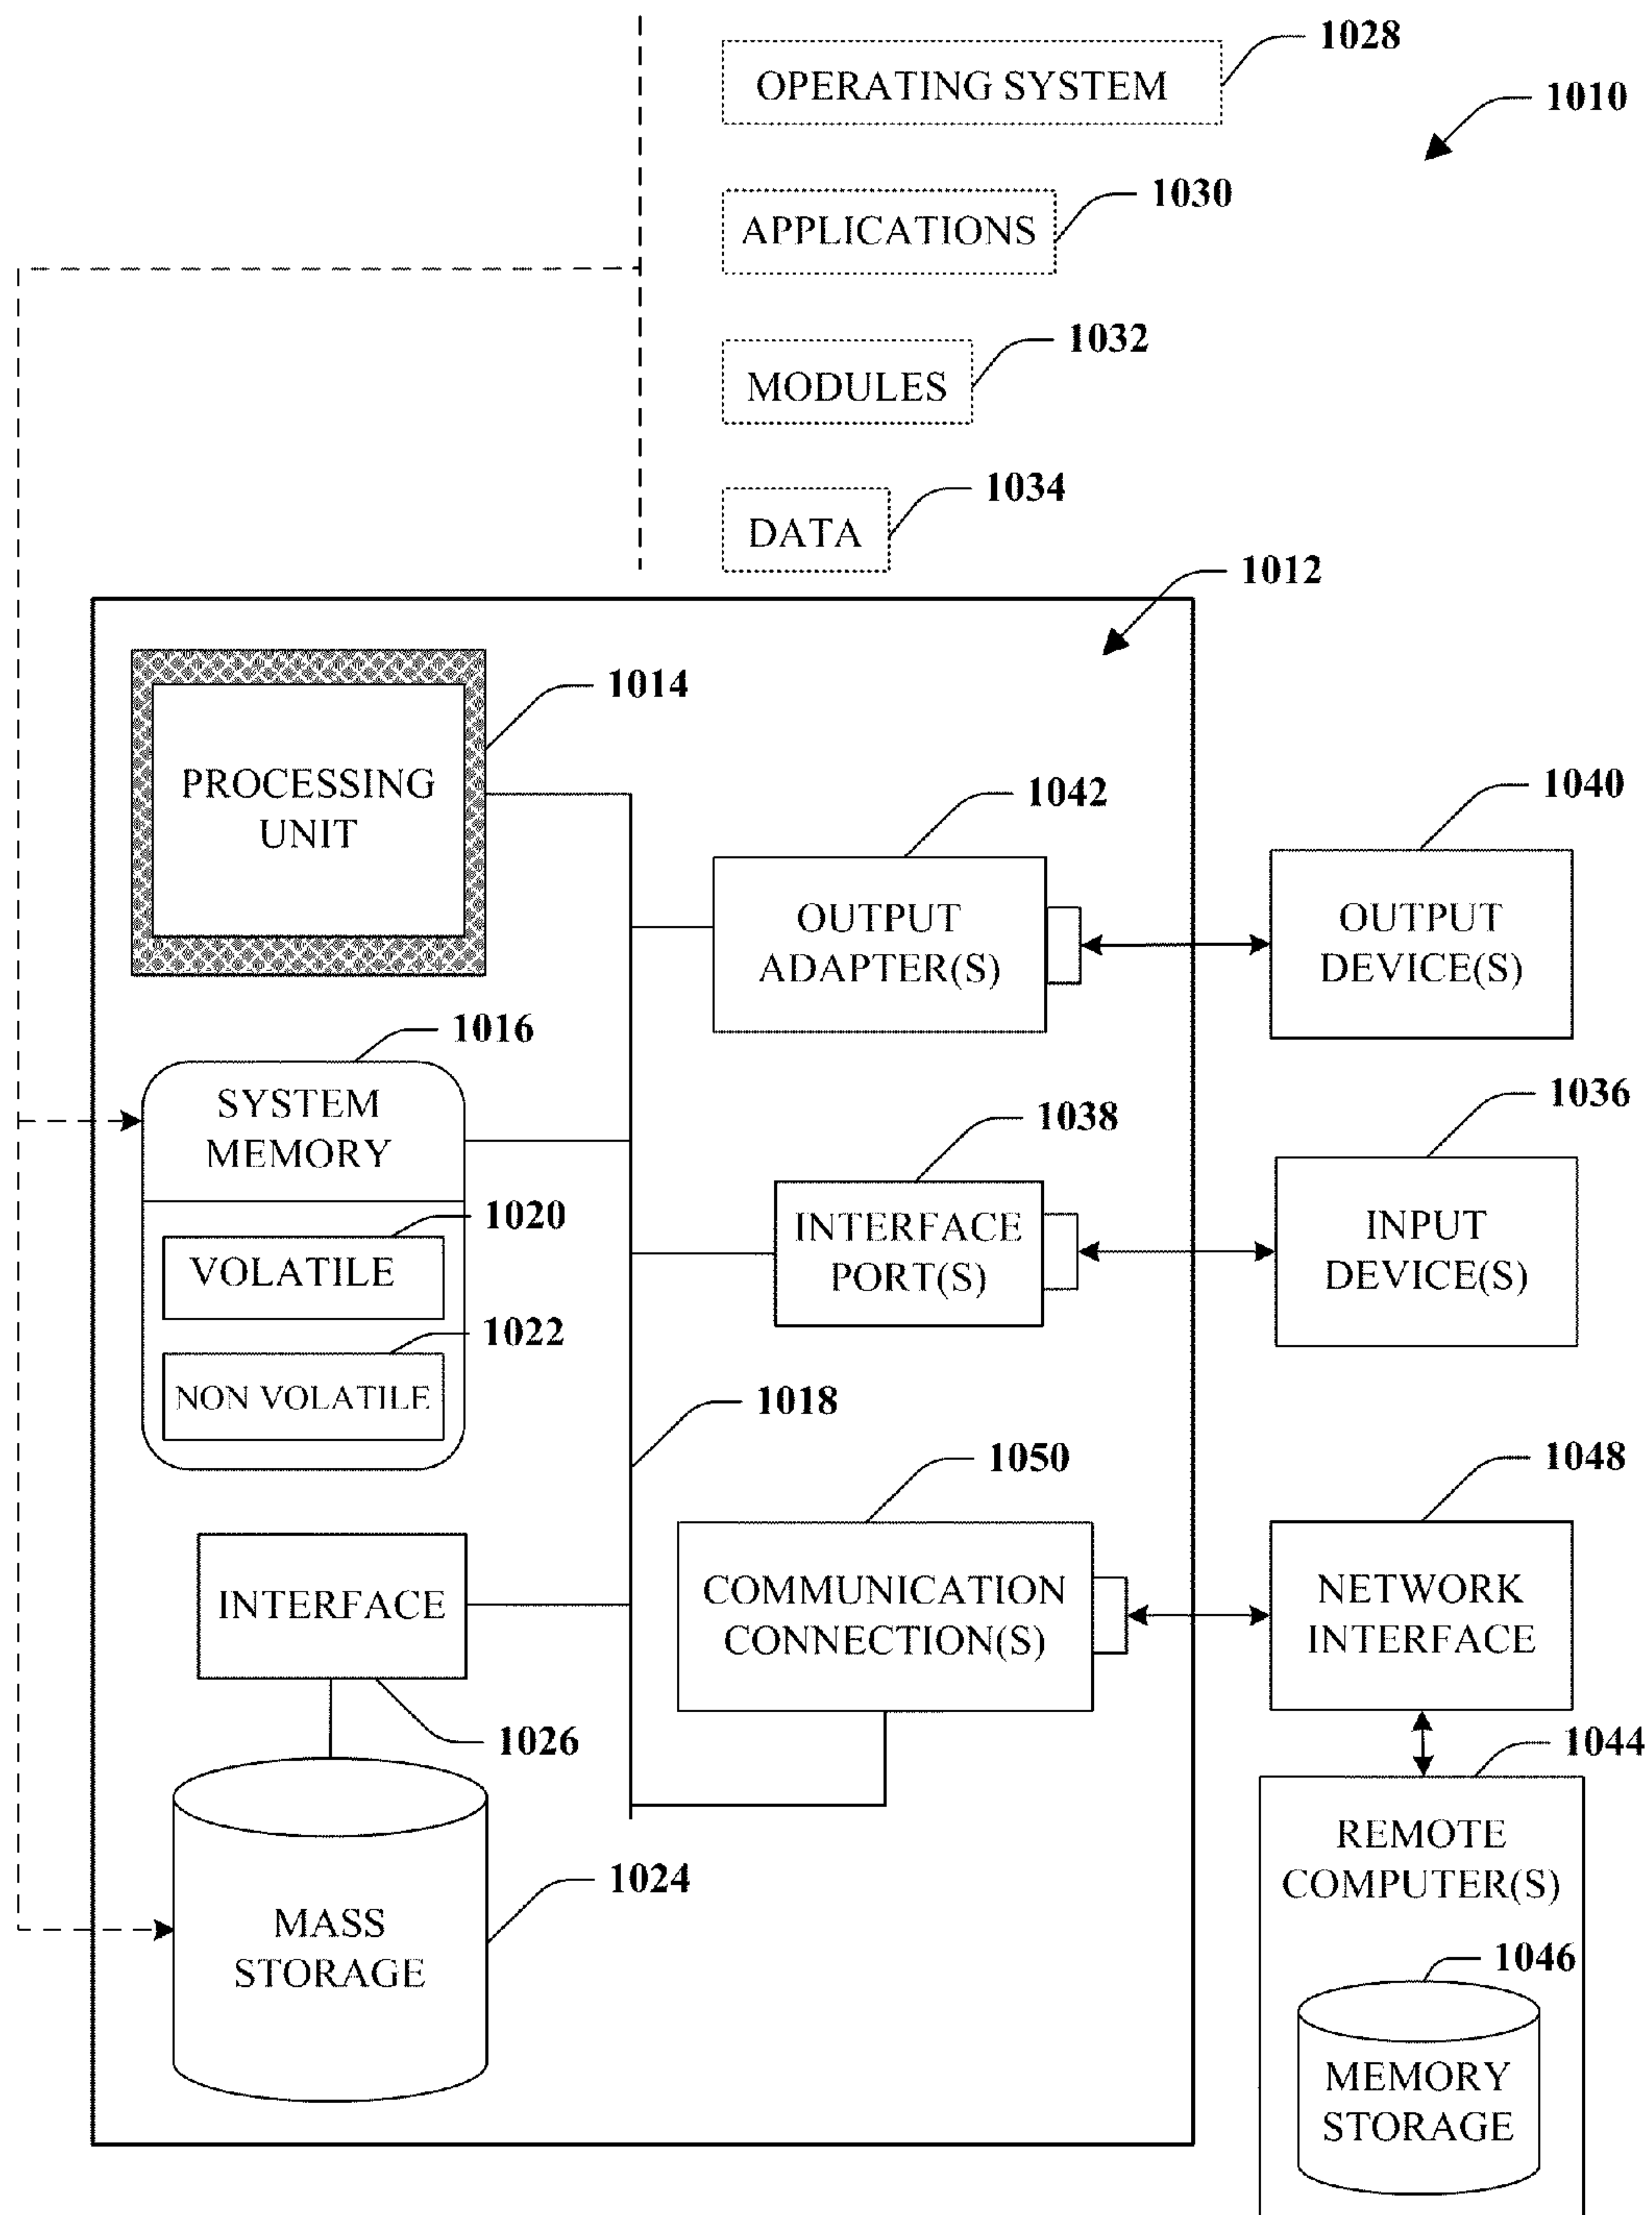 1028
OPERATING SYSTEM
1010
1030
APPLICATIONS
1032
MODULES
1034
DATA
1012
1014
PROCESSING
UNIT
1042
OUTPUT
ADAPTER(S)
1040
OUTPUT
DEVICE(S)
1016
SYSTEM
MEMORY
1020
VOLATILE
1022
NON VOLATILE
1038
INTERFACE
PORT(S)
1036
INPUT
DEVICE(S)
1018
1050
COMMUNICATION
CONNECTION(S)
1048
NETWORK
INTERFACE
INTERFACE
1026
1044
REMOTE
COMPUTER(S)
1024
MASS
STORAGE
1046
MEMORY
STORAGE